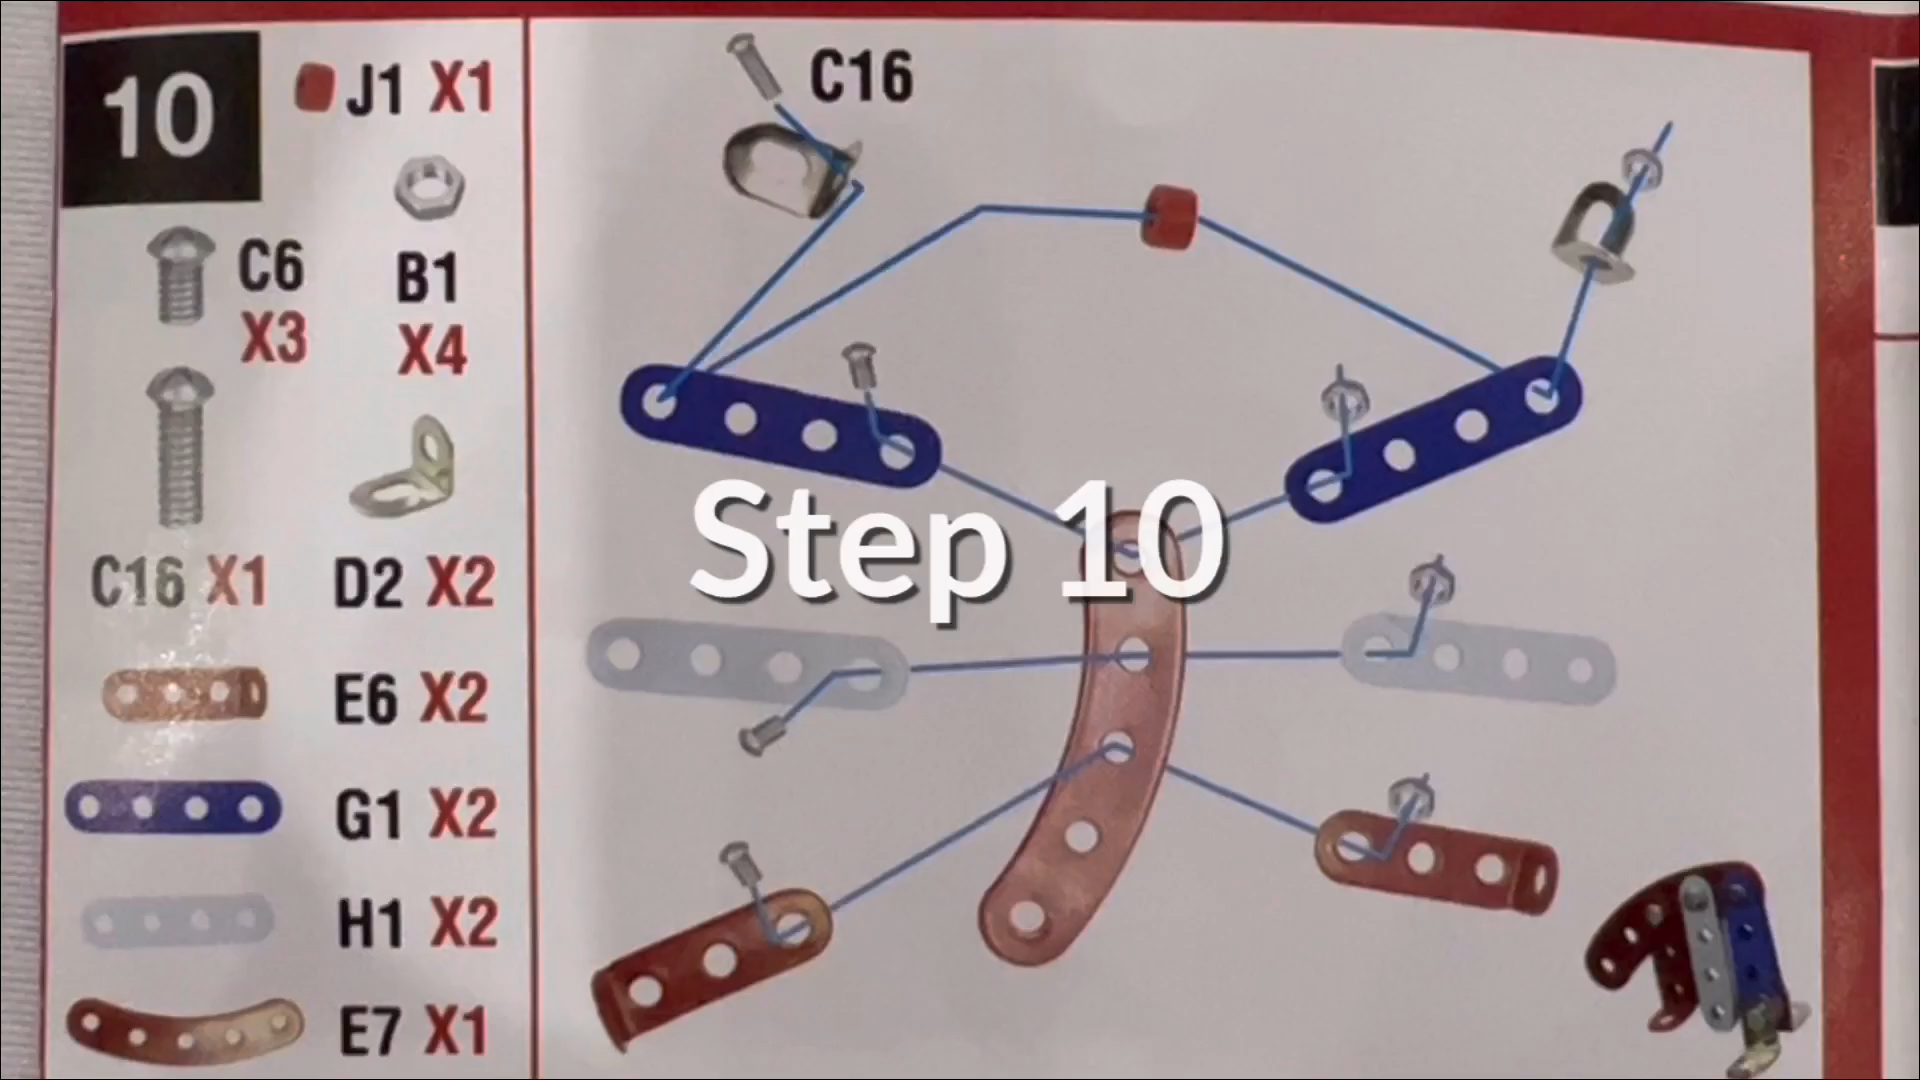 10
J1 X1
C6
X3
B1
X4
C16 X1
D2 X2
E6 X2
G1 X2
H1 X2
E7 X1
C16
Step 10